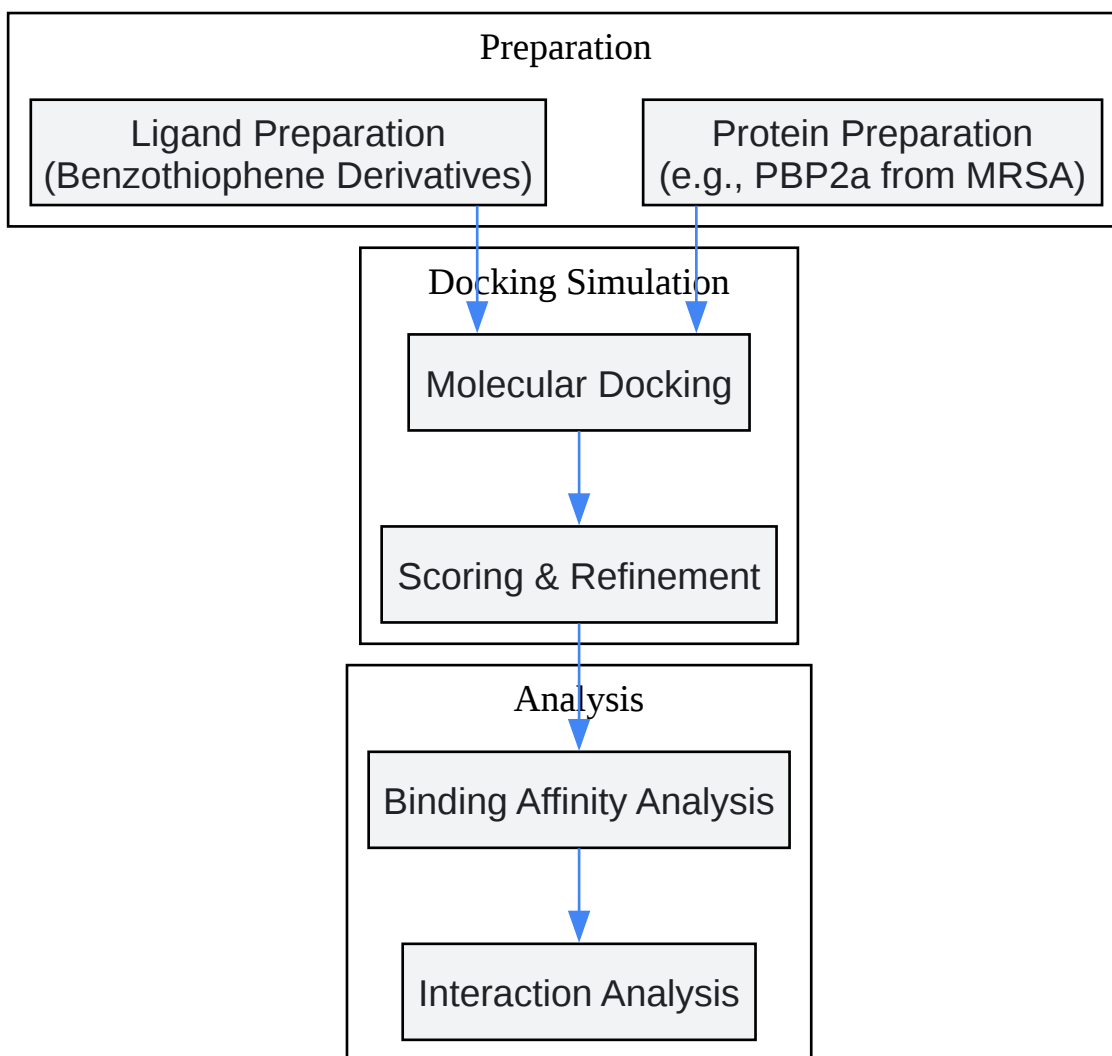 Preparation
Ligand Preparation
(Benzothiophene Derivatives)
Protein Preparation
(e.g., PBP2a from MRSA)
Docking Simulation
Molecular Docking
Scoring & Refinement
Analysis
Binding Affinity Analysis
Interaction Analysis